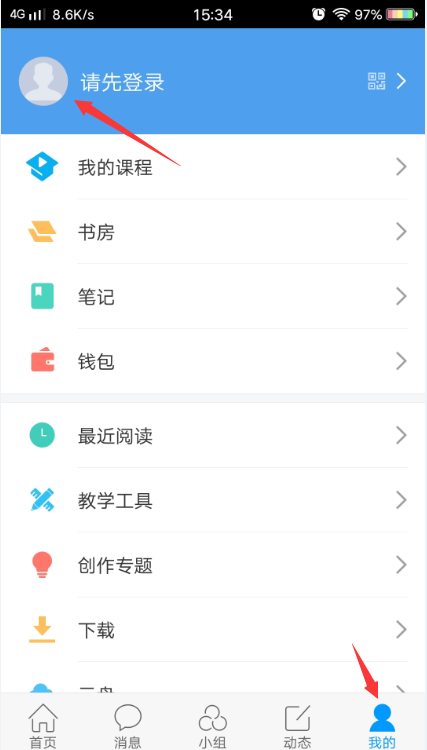 4G 8.6K/s 15:34 97%
请先登录
我的课程
书房
笔记
钱包
最近阅读
教学工具
创作专题
下载
云盘
首页 消息 小组 动态 我的